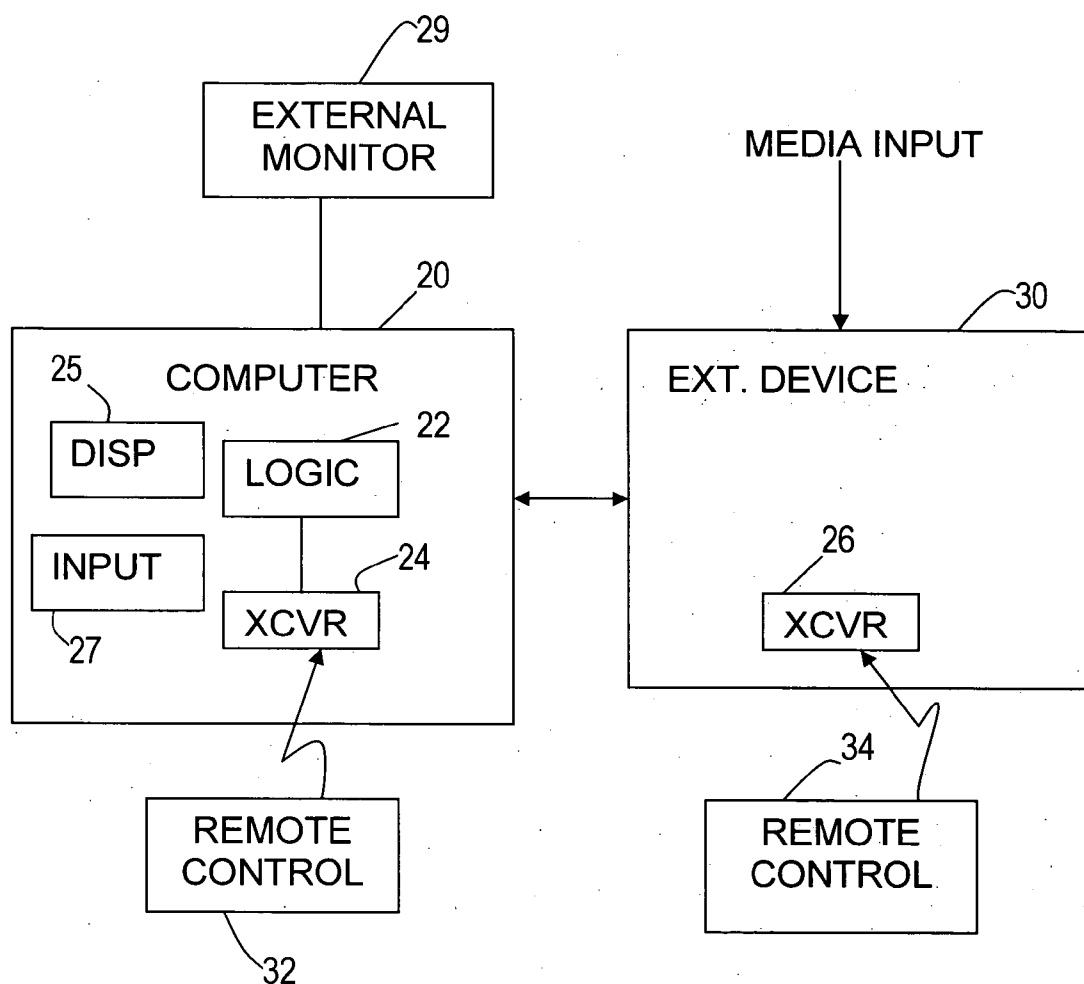 29
EXTERNAL
MONITOR
MEDIA INPUT
20
30
COMPUTER
EXT. DEVICE
25
DISP
22
LOGIC
INPUT
27
24
XCVR
26
XCVR
34
REMOTE
CONTROL
32
REMOTE
CONTROL